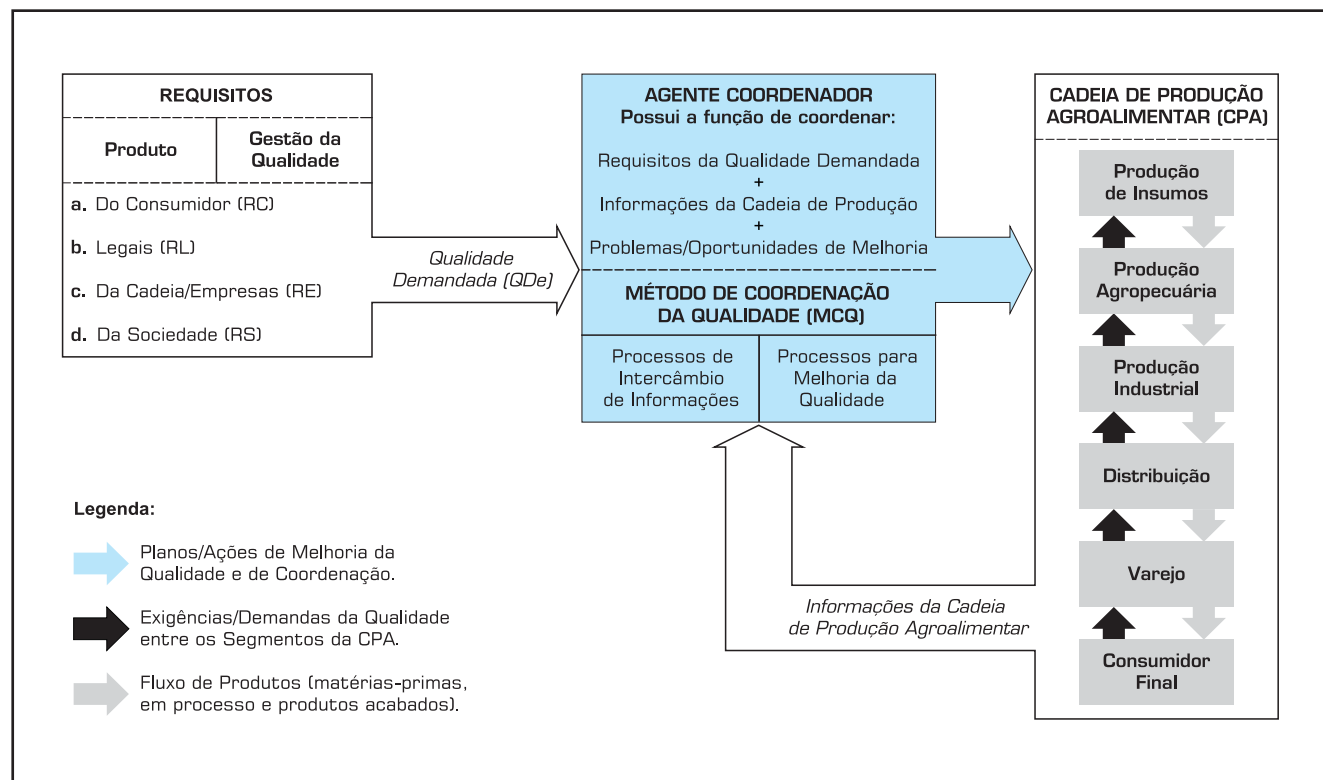 REQUISITOS
Produto
Gestão da
Qualidade
a. Do Consumidor (RC)
b. Legais (RL)
c. Da Cadeia/Empresas (RE)
d. Da Sociedade (RS)
Qualidade
Demandada (QDe)
AGENTE COORDENADOR
Possui a função de coordenar:
Requisitos da Qualidade Demandada
+
Informações da Cadeia de Produção
+
Problemas/Oportunidades de Melhoria
MÉTODO DE COORDENAÇÃO
DA QUALIDADE (MCQ)
Processos de
Intercâmbio
de Informações
Processos para
Melhoria da
Qualidade
CADEIA DE PRODUÇÃO
AGROALIMENTAR (CPA)
Produção
de Insumos
Produção
Agropecuária
Produção
Industrial
Distribuição
Varejo
Consumidor
Final
Informações da Cadeia
de Produção Agroalimentar
Legenda:
Planos/Ações de Melhoria da
Qualidade e de Coordenação.
Exigências/Demandas da Qualidade
entre os Segmentos da CPA.
Fluxo de Produtos (matérias-primas,
em processo e produtos acabados).